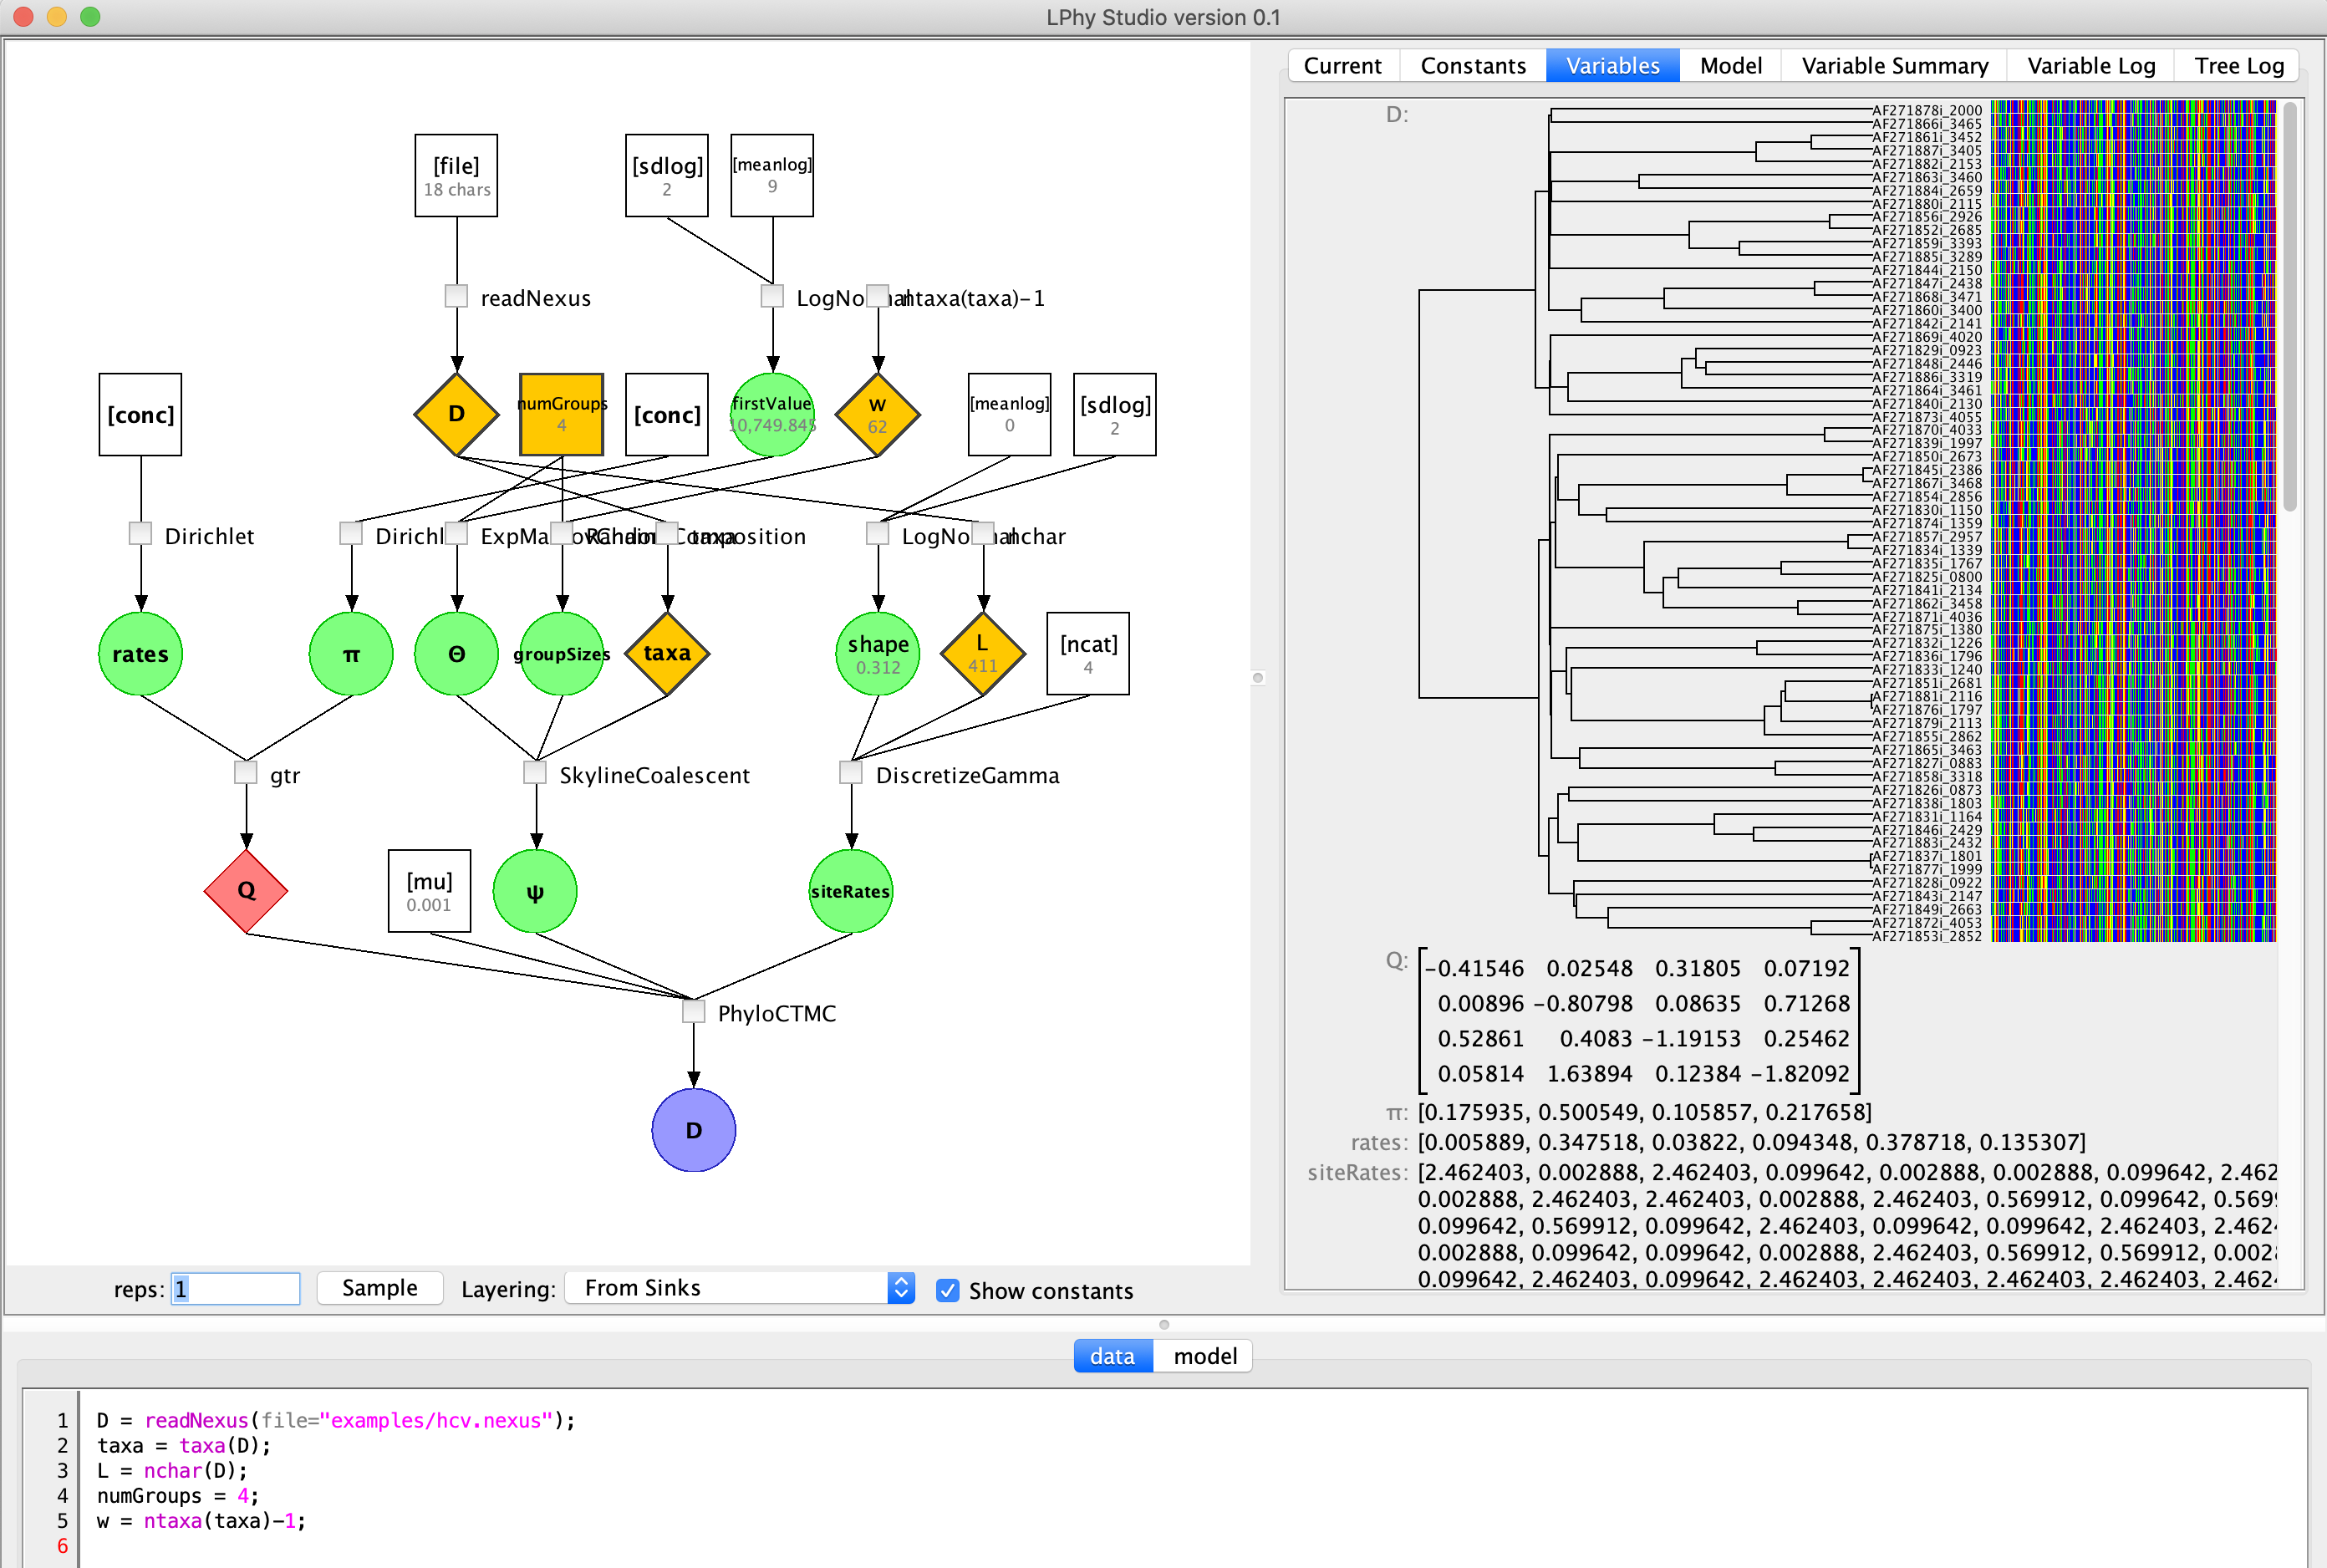 LPhy Studio version 0.1
[file]
18 chars
[sdlog]
2
[meanlog]
9
readNexus
LogNo
ntaxa(taxa)-1
[conc]
D
numGroups
4
[conc]
firstValue
10,749.845
w
62
[meanlog]
0
[sdlog]
2
Dirichlet
taxa
nchar
rates
π
Θ
groupSizes
taxa
shape
0.312
L
411
[ncat]
4
gtr
SkylineCoalescent
DiscretizeGamma
Q
[mu]
0.001
ψ
siteRates
PhyloCTMC
D
reps: 1 Sample Layering: From Sinks Show constants
Current Constants Variables Model Variable Summary Variable Log Tree Log
D:
AF271878i_2000
AF271866i_3465
AF271861i_3452
AF271887i_3405
AF271882i_2153
AF271863i_3460
AF271884i_2659
AF271880i_2115
AF271856i_2926
AF271852i_2685
AF271859i_3393
AF271885i_3289
AF271844i_2150
AF271847i_2438
AF271868i_3471
AF271860i_3400
AF271842i_2141
AF271869i_4020
AF271829i_0923
AF271848i_2446
AF271886i_3319
AF271864i_3461
AF271840i_2130
AF271873i_4055
AF271870i_4033
AF271839i_1997
AF271850i_2673
AF271845i_2386
AF271867i_3468
AF271854i_2856
AF271830i_1150
AF271874i_1359
AF271857i_2957
AF271834i_1339
AF271835i_1767
AF271825i_0800
AF271841i_2134
AF271862i_3458
AF271871i_4036
AF271875i_1380
AF271832i_1226
AF271836i_1796
AF271833i_1240
AF271851i_2681
AF271881i_2116
AF271876i_1797
AF271879i_2113
AF271855i_2862
AF271865i_3463
AF271827i_0883
AF271858i_3318
AF271826i_0873
AF271838i_1803
AF271831i_1164
AF271846i_2429
AF271883i_2432
AF271837i_1801
AF271877i_1999
AF271828i_0922
AF271843i_2147
AF271849i_2663
AF271872i_4053
AF271853i_2852
Q:
-0.41546 0.02548 0.31805 0.07192
0.00896 -0.80798 0.08635 0.71268
0.52861 0.4083 -1.19153 0.25462
0.05814 1.63894 0.12384 -1.82092
π: [0.175935, 0.500549, 0.105857, 0.217658]
rates: [0.005889, 0.347518, 0.03822, 0.094348, 0.378718, 0.135307]
siteRates: [2.462403, 0.002888, 2.462403, 0.099642, 0.002888, 0.002888, 0.099642, 2.462
0.002888, 2.462403, 2.462403, 0.002888, 2.462403, 0.569912, 0.099642, 0.569
0.099642, 0.569912, 0.099642, 2.462403, 0.099642, 0.099642, 2.462403, 2.462
0.002888, 0.099642, 0.099642, 0.002888, 2.462403, 0.569912, 0.569912, 0.002
0.099642, 2.462403, 0.099642, 2.462403, 2.462403, 2.462403, 2.462403, 2.462
data model
1 D = readNexus(file="examples/hcv.nexus");
2 taxa = taxa(D);
3 L = nchar(D);
4 numGroups = 4;
5 w = ntaxa(taxa)-1;
6